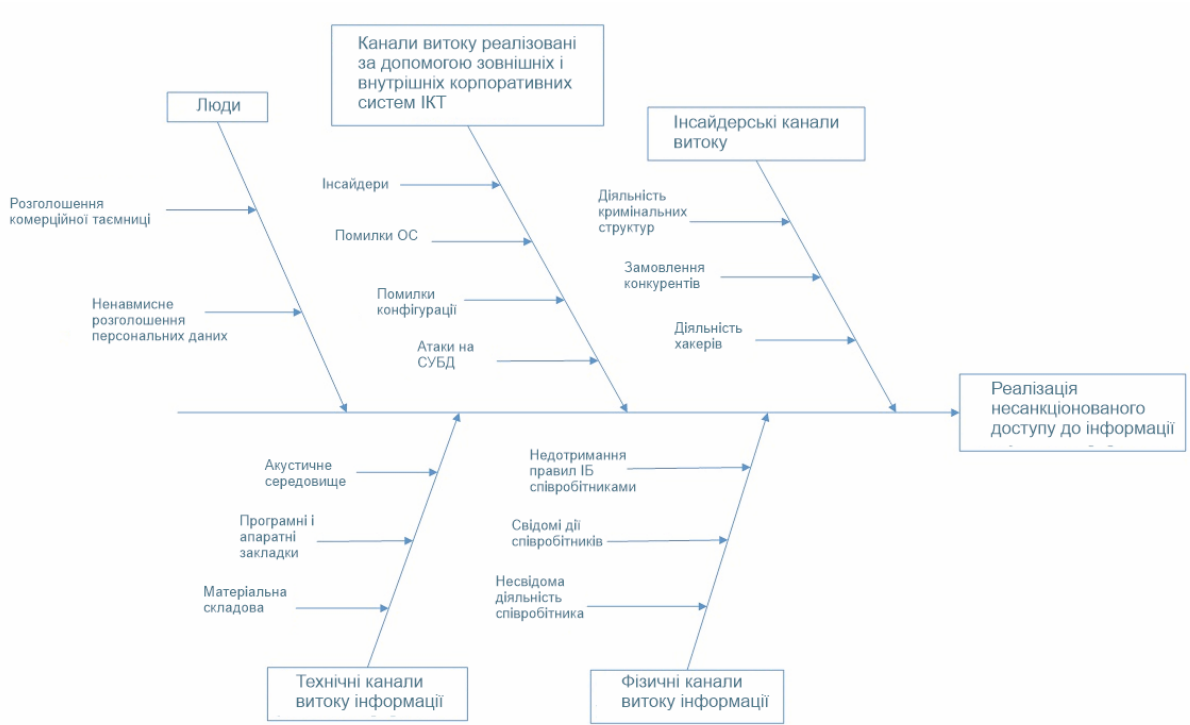 Канали витоку реалізовані
за допомогою зовнішніх і
внутрішніх корпоративних
систем ІКТ
Люди
Інсайдерські канали
витоку
Інсайдери
Розголошення
комерційної таємниці
Діяльність
кримінальних
структур
Помилки ОС
Замовлення
конкурентів
Ненавмисне
розголошення
персональних даних
Помилки
конфігурації
Діяльність
хакерів
Атаки на
СУБД
Реалізація
несанкціонованого
доступу до інформації
Акустичне
середовище
Недотримання
правил ІБ
співробітниками
Програмні і
апаратні
закладки
Свідомі дії
співробітників
Матеріальна
складова
Несвідома
діяльність
співробітника
Технічні канали
витоку інформації
Фізичні канали
витоку інформації